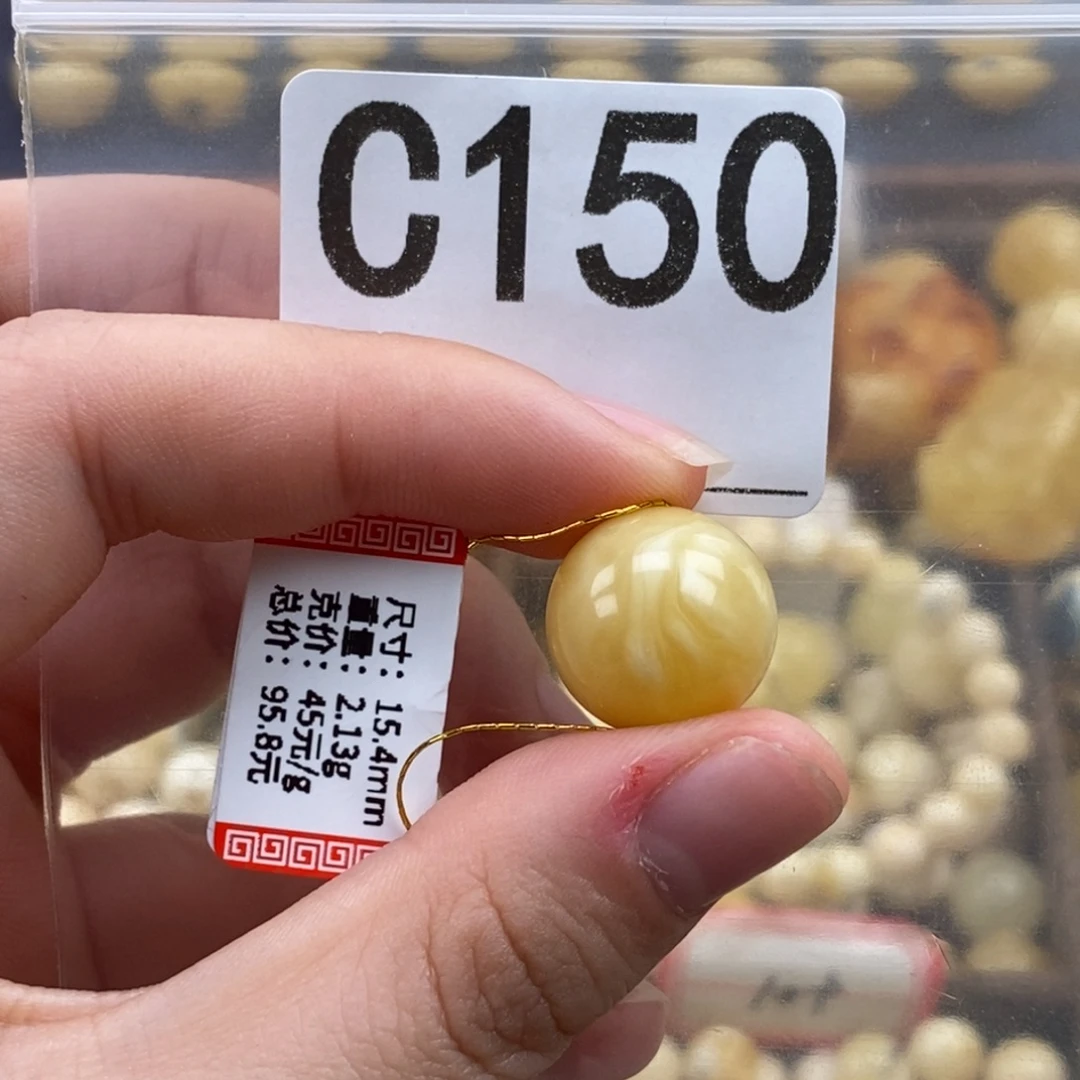 C150
尺寸: 15.4mm
重量: 2.13g
克价: 45元/g
总价: 95.8元